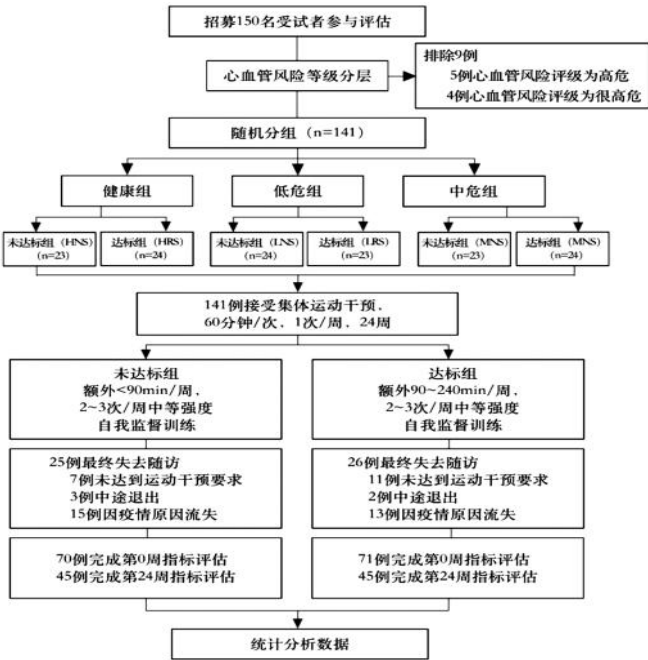 招募150名受试者参与评估
心血管风险等级分层
排除9例
5例心血管风险评级为高危
4例心血管风险评级为很高危
随机分组（n=141）
健康组
低危组
中危组
未达标组（HNS）
(n=23)
达标组（HRS）
(n=24)
未达标组（LNS）
(n=24)
达标组（LRS）
(n=23)
未达标组（MNS）
(n=23)
达标组（MNS）
(n=24)
141例接受集体运动干预，
60分钟/次，1次/周，24周
未达标组
额外<90min/周，
2~3次/周中等强度
自我监督训练
达标组
额外90~240min/周，
2~3次/周中等强度
自我监督训练
25例最终失去随访
7例未达到运动干预要求
3例中途退出
15例因疫情原因流失
26例最终失去随访
11例未达到运动干预要求
2例中途退出
13例因疫情原因流失
70例完成第0周指标评估
45例完成第24周指标评估
71例完成第0周指标评估
45例完成第24周指标评估
统计分析数据